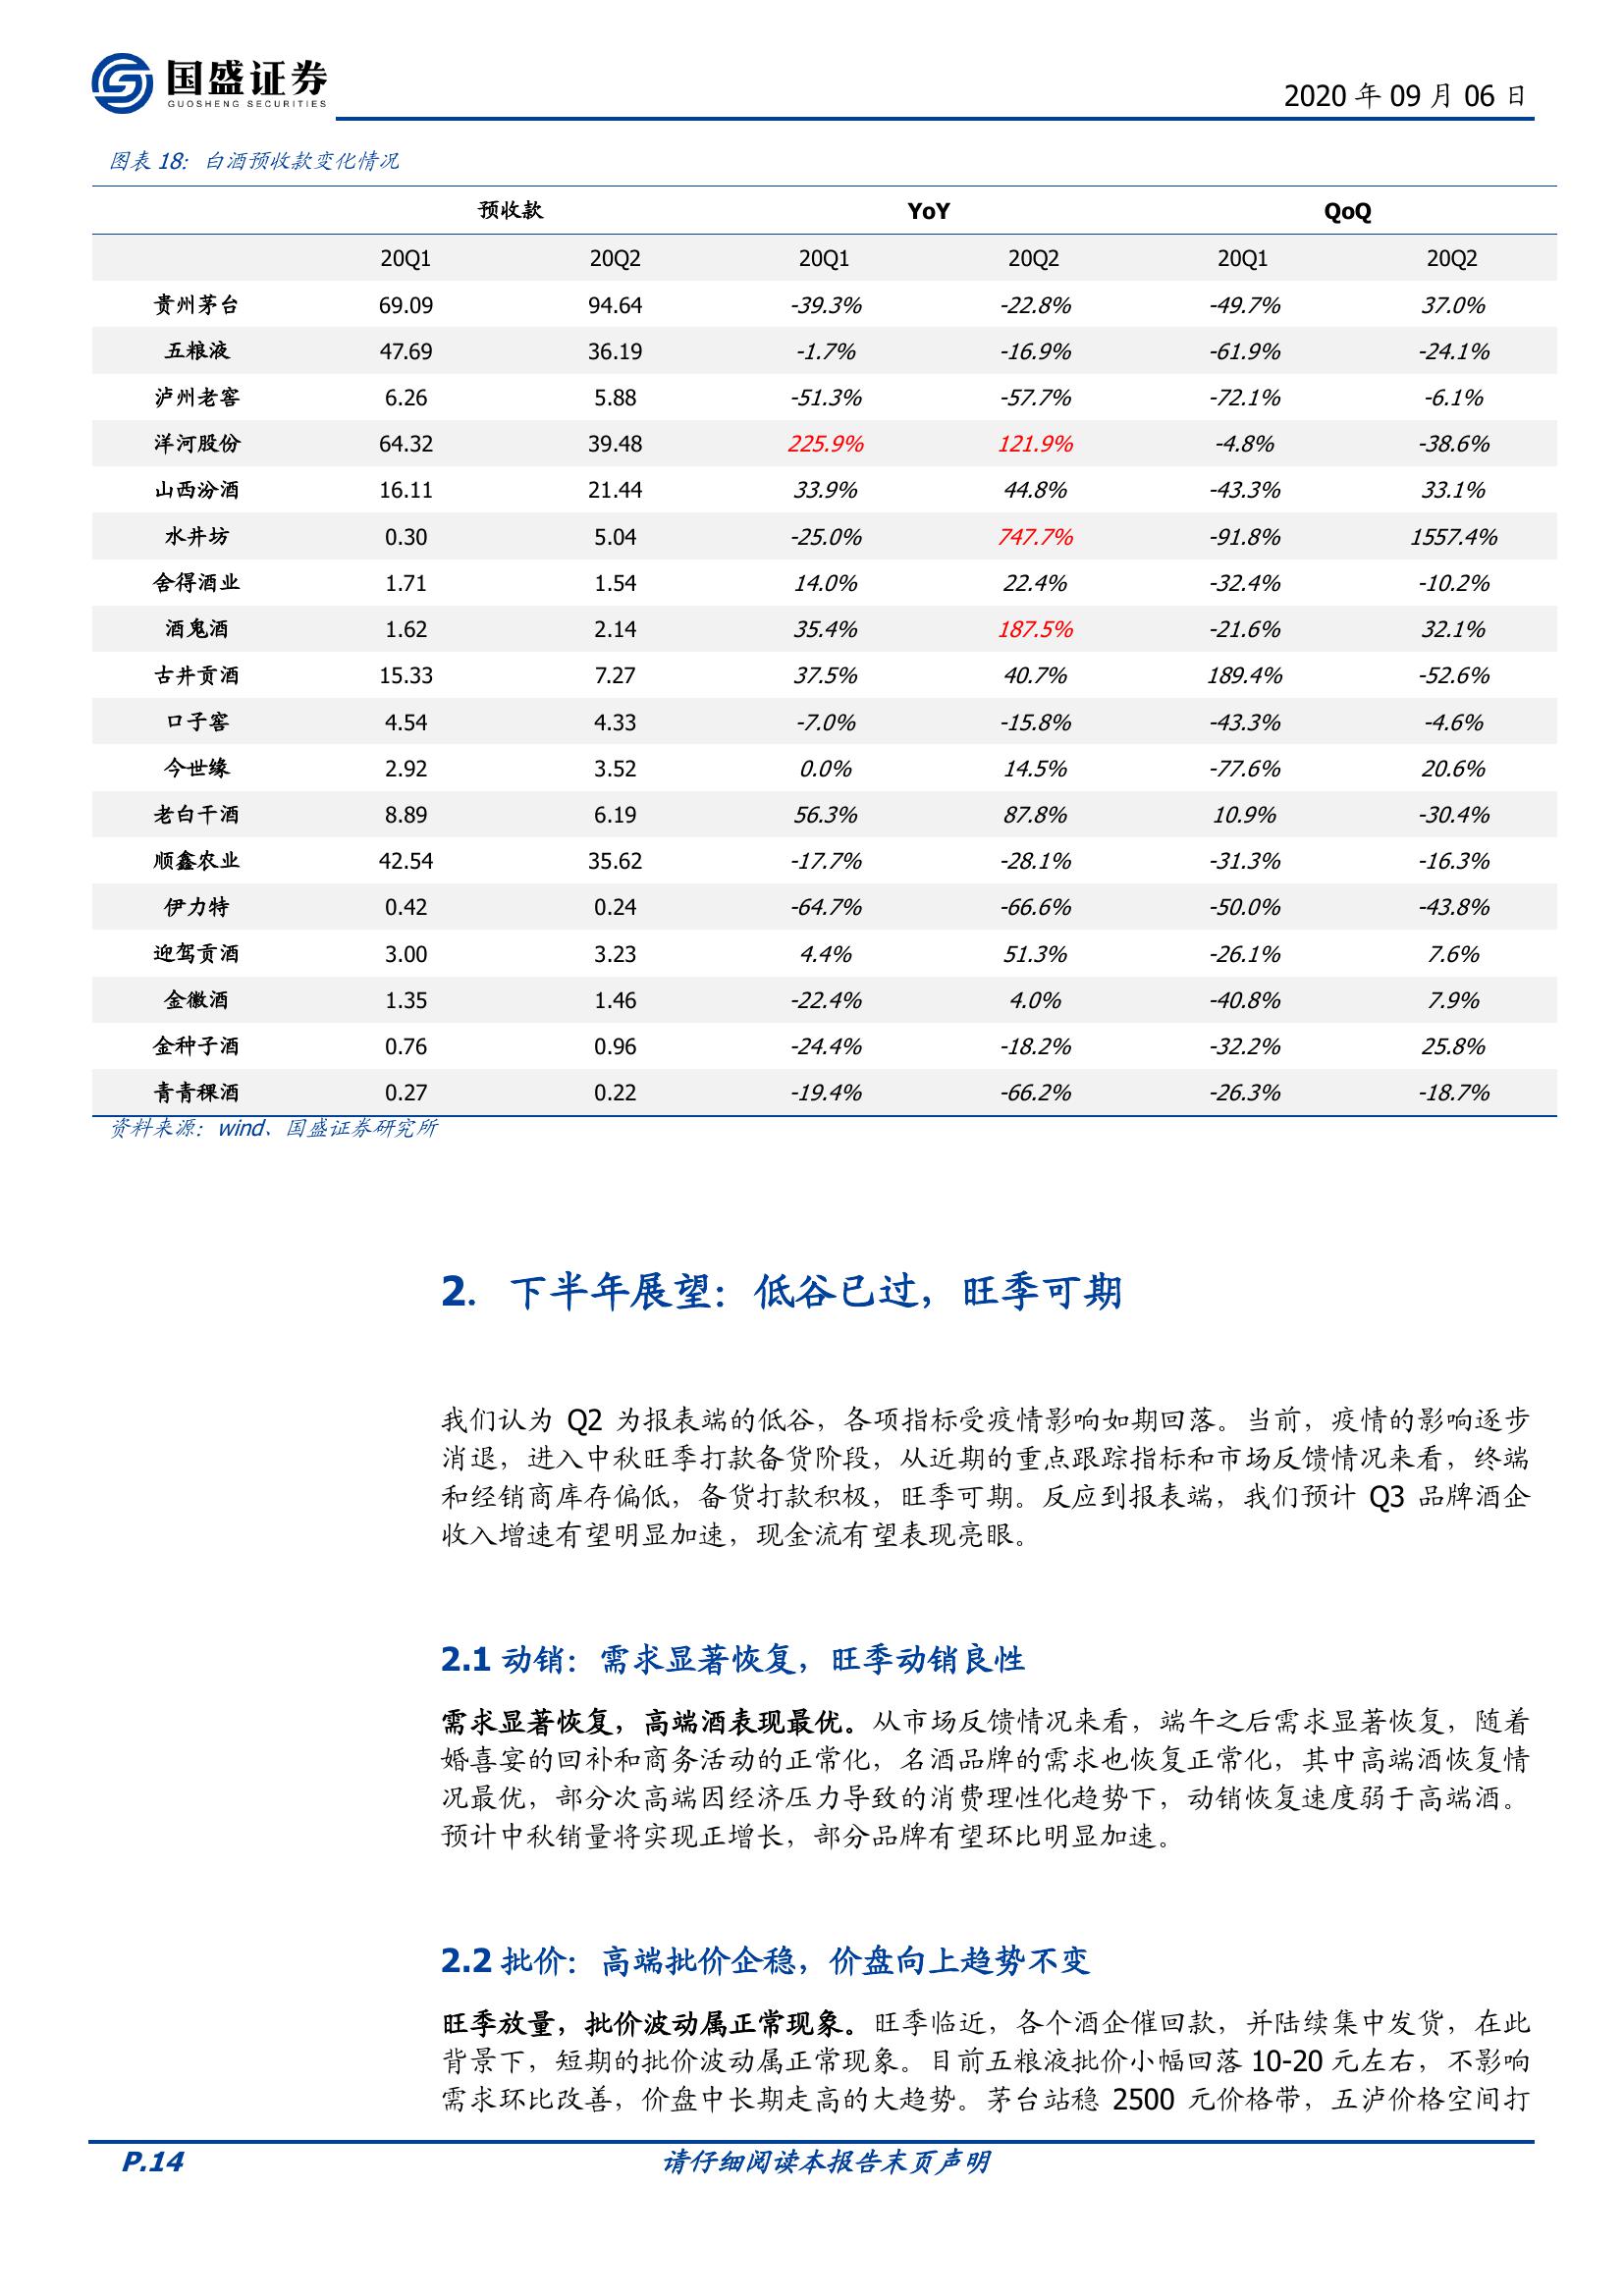 国盛证券
GUOSHENG SECURITIES
2020 年 09 月 06 日
图表 18：白酒预收款变化情况
预收款 YoY QoQ
20Q1 20Q2 20Q1 20Q2 20Q1 20Q2
贵州茅台 69.09 94.64 -39.3% -22.8% -49.7% 37.0%
五粮液 47.69 36.19 -1.7% -16.9% -61.9% -24.1%
泸州老窖 6.26 5.88 -51.3% -57.7% -72.1% -6.1%
洋河股份 64.32 39.48 225.9% 121.9% -4.8% -38.6%
山西汾酒 16.11 21.44 33.9% 44.8% -43.3% 33.1%
水井坊 0.30 5.04 -25.0% 747.7% -91.8% 1557.4%
舍得酒业 1.71 1.54 14.0% 22.4% -32.4% -10.2%
酒鬼酒 1.62 2.14 35.4% 187.5% -21.6% 32.1%
古井贡酒 15.33 7.27 37.5% 40.7% 189.4% -52.6%
口子窖 4.54 4.33 -7.0% -15.8% -43.3% -4.6%
今世缘 2.92 3.52 0.0% 14.5% -77.6% 20.6%
老白干酒 8.89 6.19 56.3% 87.8% 10.9% -30.4%
顺鑫农业 42.54 35.62 -17.7% -28.1% -31.3% -16.3%
伊力特 0.42 0.24 -64.7% -66.6% -50.0% -43.8%
迎驾贡酒 3.00 3.23 4.4% 51.3% -26.1% 7.6%
金徽酒 1.35 1.46 -22.4% 4.0% -40.8% 7.9%
金种子酒 0.76 0.96 -24.4% -18.2% -32.2% 25.8%
青青稞酒 0.27 0.22 -19.4% -66.2% -26.3% -18.7%
资料来源：wind、国盛证券研究所
2. 下半年展望：低谷已过，旺季可期
我们认为 Q2 为报表端的低谷，各项指标受疫情影响如期回落。当前，疫情的影响逐步
消退，进入中秋旺季打款备货阶段，从近期的重点跟踪指标和市场反馈情况来看，终端
和经销商库存偏低，备货打款积极，旺季可期。反应到报表端，我们预计 Q3 品牌酒企
收入增速有望明显加速，现金流有望表现亮眼。
2.1 动销：需求显著恢复，旺季动销良性
需求显著恢复，高端酒表现最优。从市场反馈情况来看，端午之后需求显著恢复，随着
婚喜宴的回补和商务活动的正常化，名酒品牌的需求也恢复正常化，其中高端酒恢复情
况最优，部分次高端因经济压力导致的消费理性化趋势下，动销恢复速度弱于高端酒。
预计中秋销量将实现正增长，部分品牌有望环比明显加速。
2.2 批价：高端批价企稳，价盘向上趋势不变
旺季放量，批价波动属正常现象。旺季临近，各个酒企催回款，并陆续集中发货，在此
背景下，短期的批价波动属正常现象。目前五粮液批价小幅回落 10-20 元左右，不影响
需求环比改善，价盘中长期走高的大趋势。茅台站稳 2500 元价格带，五泸价格空间打
P.14
请仔细阅读本报告末页声明